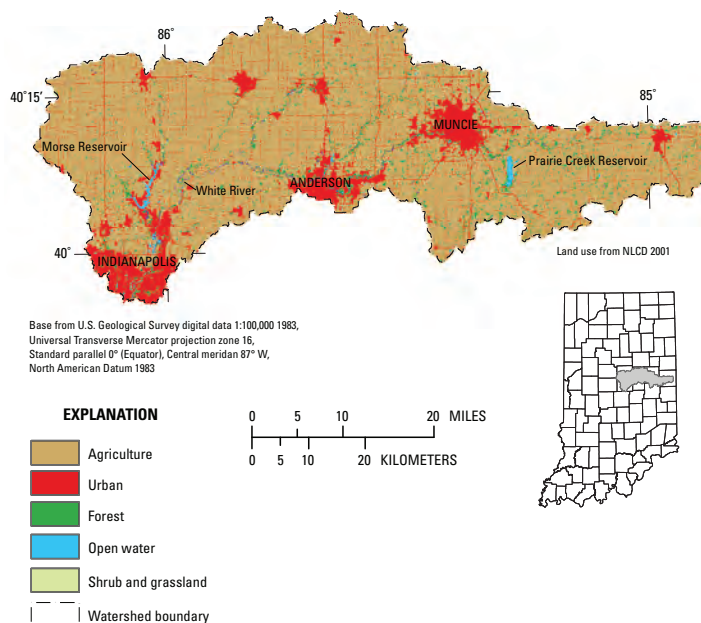 86°
40°15'
85°
MUNCIE
Morse Reservoir
Prairie Creek Reservoir
White River
ANDERSON
40°
INDIANAPOLIS
Land use from NLCD 2001
Base from U.S. Geological Survey digital data 1:100,000 1983,
Universal Transverse Mercator projection zone 16,
Standard parallel 0° (Equator), Central meridan 87° W,
North American Datum 1983
EXPLANATION
Agriculture
Urban
Forest
Open water
Shrub and grassland
Watershed boundary
0 5 10 20 MILES
0 5 10 20 KILOMETERS